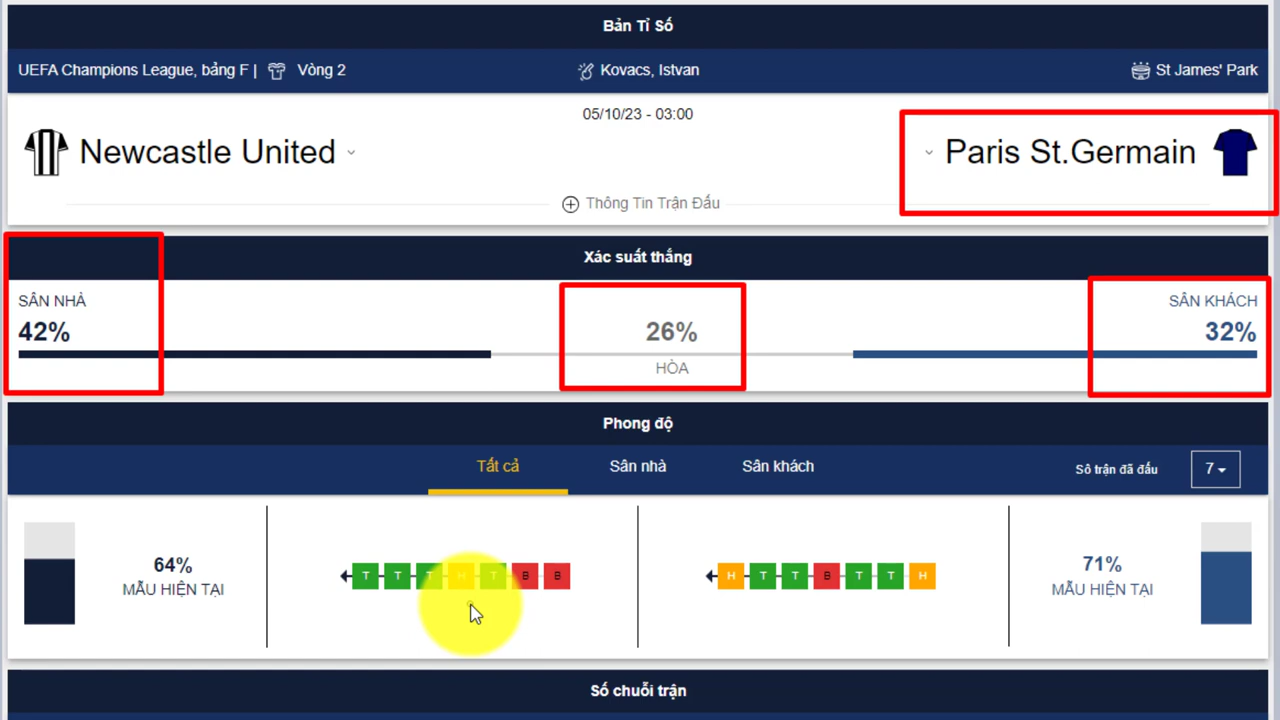 Bản Tỉ Số
UEFA Champions League, bảng F | Vòng 2
Kovacs, Istvan
St James' Park
05/10/23 - 03:00
Newcastle United
Paris St.Germain
Thông Tin Trận Đấu
Xác suất thắng
SÂN NHÀ
42%
26%
HÒA
SÂN KHÁCH
32%
Phong độ
Tất cả
Sân nhà
Sân khách
Số trận đã đấu
7
64%
MẪU HIỆN TẠI
T T T H T B B
H T T B T T H
71%
MẪU HIỆN TẠI
Số chuỗi trận